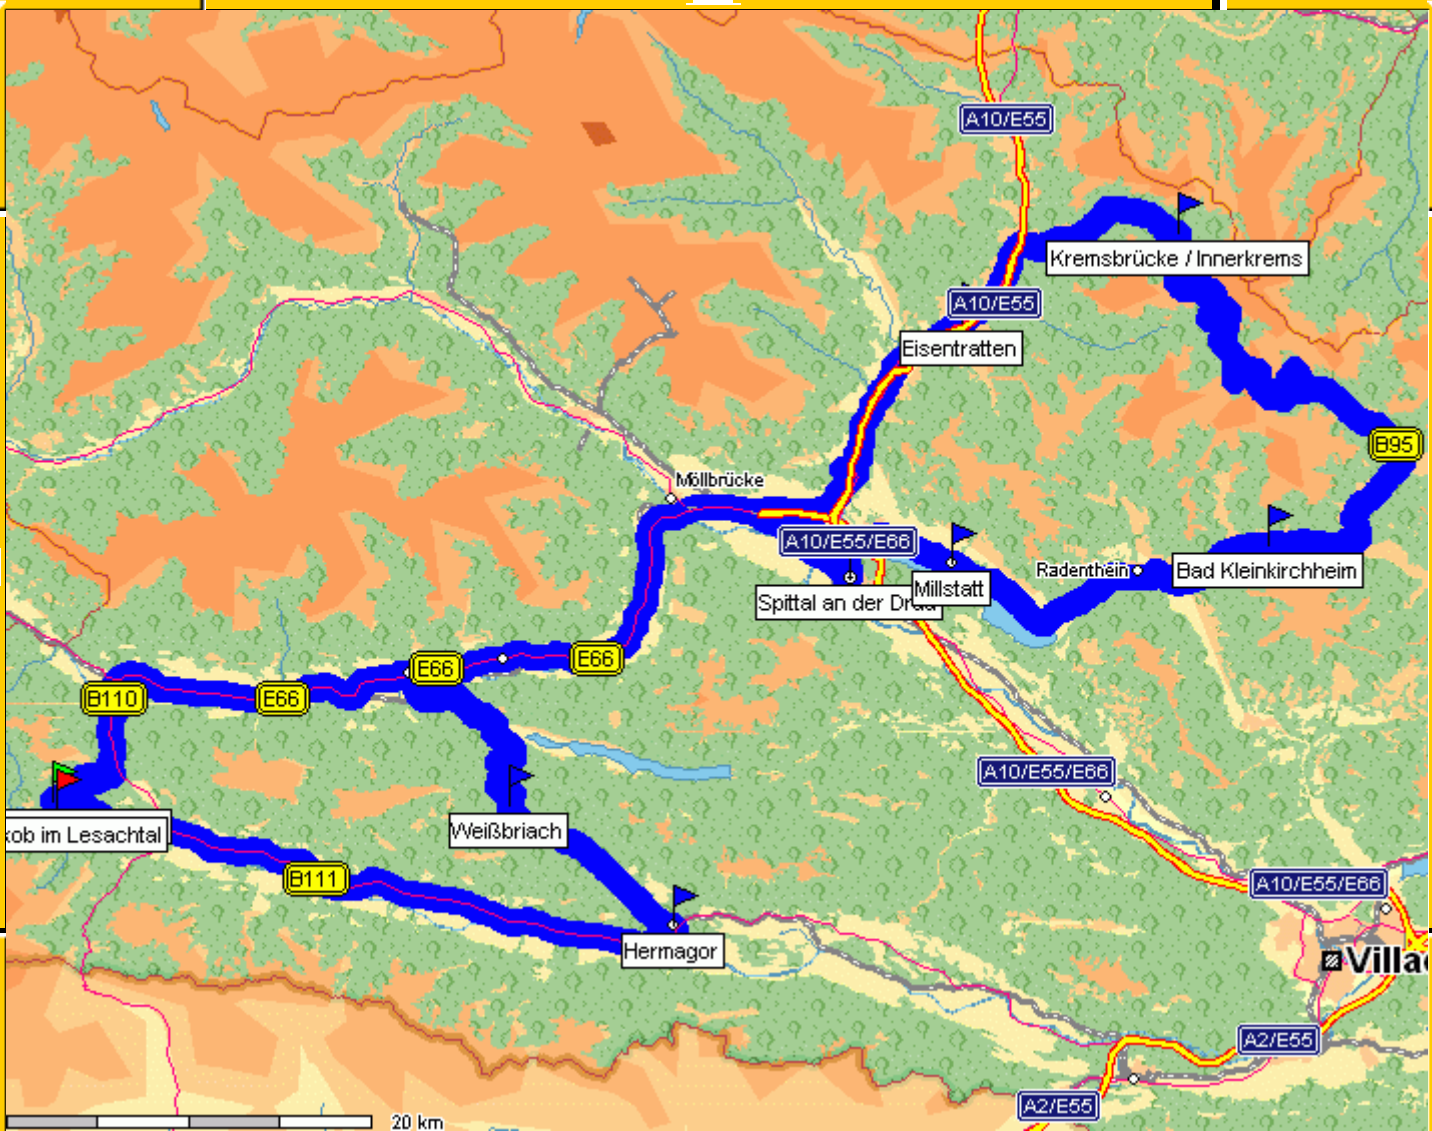 A10/E55
Kremsbrücke / Innerkrems
A10/E55
Eisentratten
B95
Möllbrücke
A10/E55/E66
Radenthein
Bad Kleinkirchheim
Millstatt
Spittal an der Drau
E66
E66
E66
B110
A10/E55/E66
kob im Lesachtal
Weißbriach
B111
A10/E55/E66
Hermagor
Villac
A2/E55
A2/E55
20 km